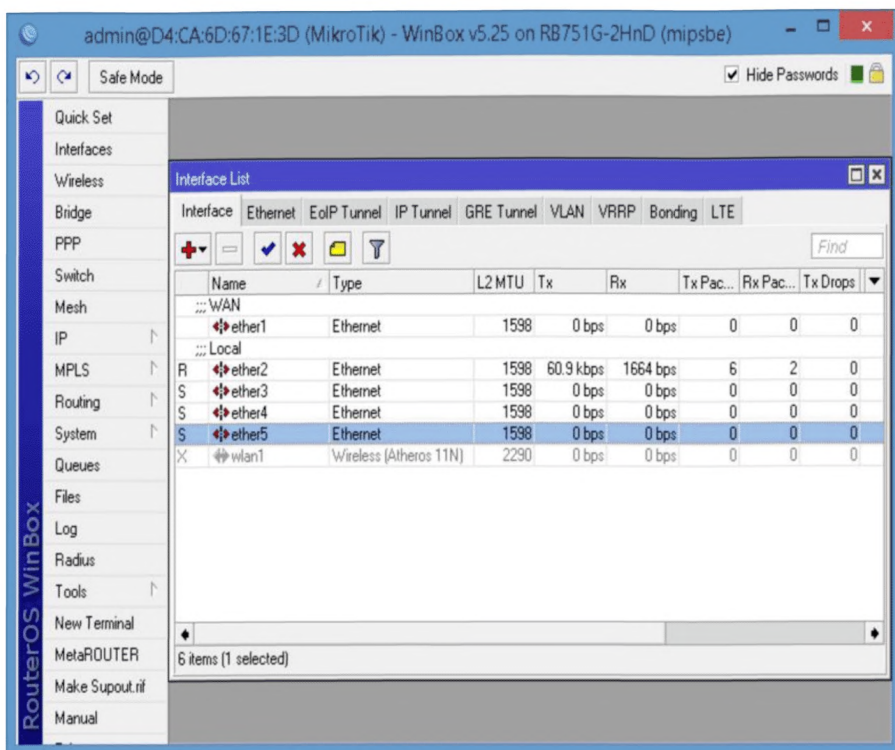 admin@D4:CA:6D:67:1E:3D (MikroTik) - WinBox v5.25 on RB751G-2HnD (mipsbe)
Safe Mode
Hide Passwords
RouterOS WinBox
Quick Set
Interfaces
Wireless
Bridge
PPP
Switch
Mesh
IP
MPLS
Routing
System
Queues
Files
Log
Radius
Tools
New Terminal
MetaROUTER
Make Supout.rif
Manual
Interface List
Interface Ethernet EoIP Tunnel IP Tunnel GRE Tunnel VLAN VRRP Bonding LTE
Find
Name Type L2 MTU Tx Rx Tx Pac... Rx Pac... Tx Drops
;;; WAN
ether1 Ethernet 1598 0 bps 0 bps 0 0 0
;;; Local
R ether2 Ethernet 1598 60.9 kbps 1664 bps 6 2 0
S ether3 Ethernet 1598 0 bps 0 bps 0 0 0
S ether4 Ethernet 1598 0 bps 0 bps 0 0 0
S ether5 Ethernet 1598 0 bps 0 bps 0 0 0
X wlan1 Wireless (Atheros 11N) 2290 0 bps 0 bps 0 0 0
6 items (1 selected)